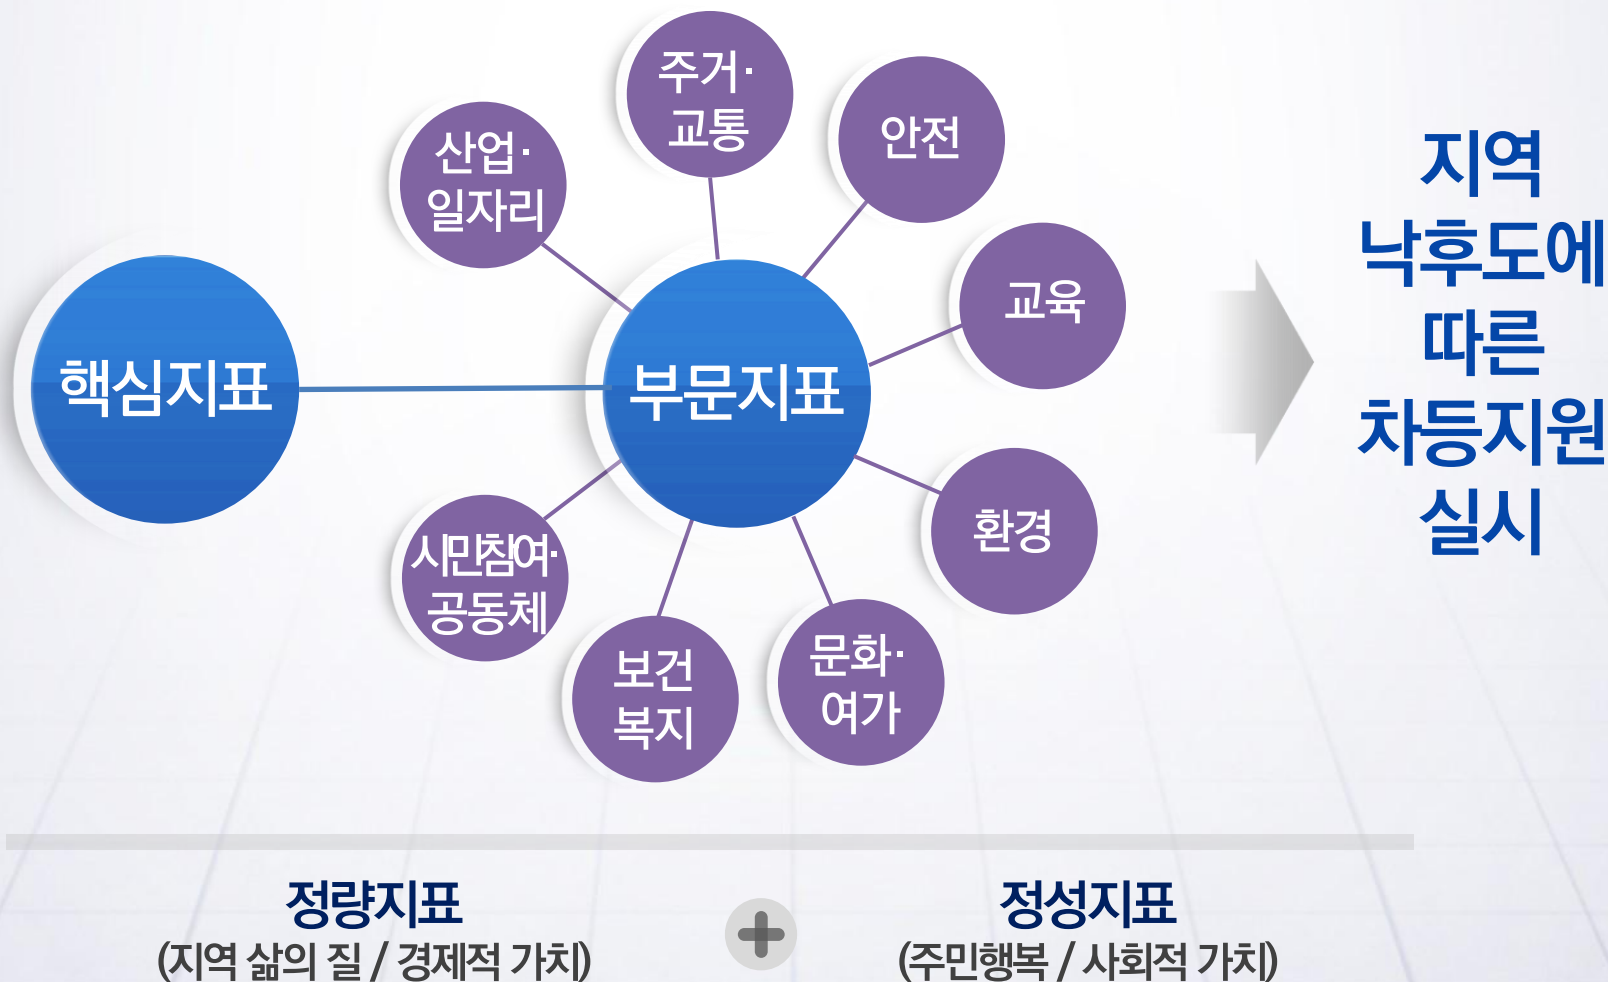 주거·
교통
안전
산업·
일자리
교육
핵심지표
부문지표
환경
시민참여·
공동체
보건
복지
문화·
여가
지역
낙후도에
따른
차등지원
실시
정량지표
(지역 삶의 질 / 경제적 가치)
+
정성지표
(주민행복 / 사회적 가치)